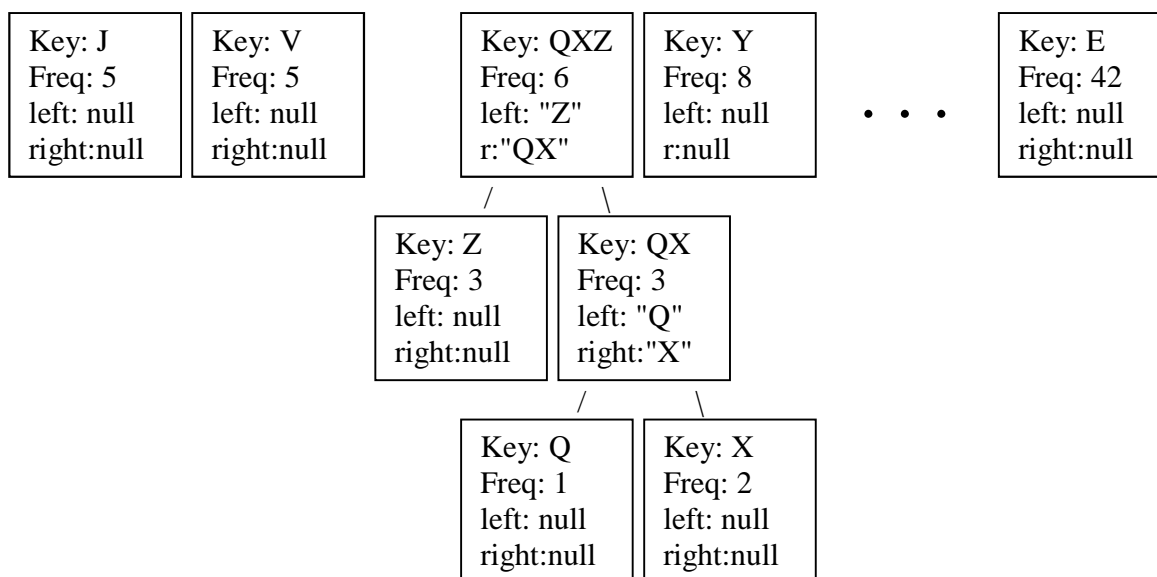 Key: J
Freq: 5
left: null
right:null
Key: V
Freq: 5
left: null
right:null
Key: QXZ
Freq: 6
left: "Z"
r:"QX"
Key: Y
Freq: 8
left: null
r:null
. . .
Key: E
Freq: 42
left: null
right:null
Key: Z
Freq: 3
left: null
right:null
Key: QX
Freq: 3
left: "Q"
right:"X"
Key: Q
Freq: 1
left: null
right:null
Key: X
Freq: 2
left: null
right:null